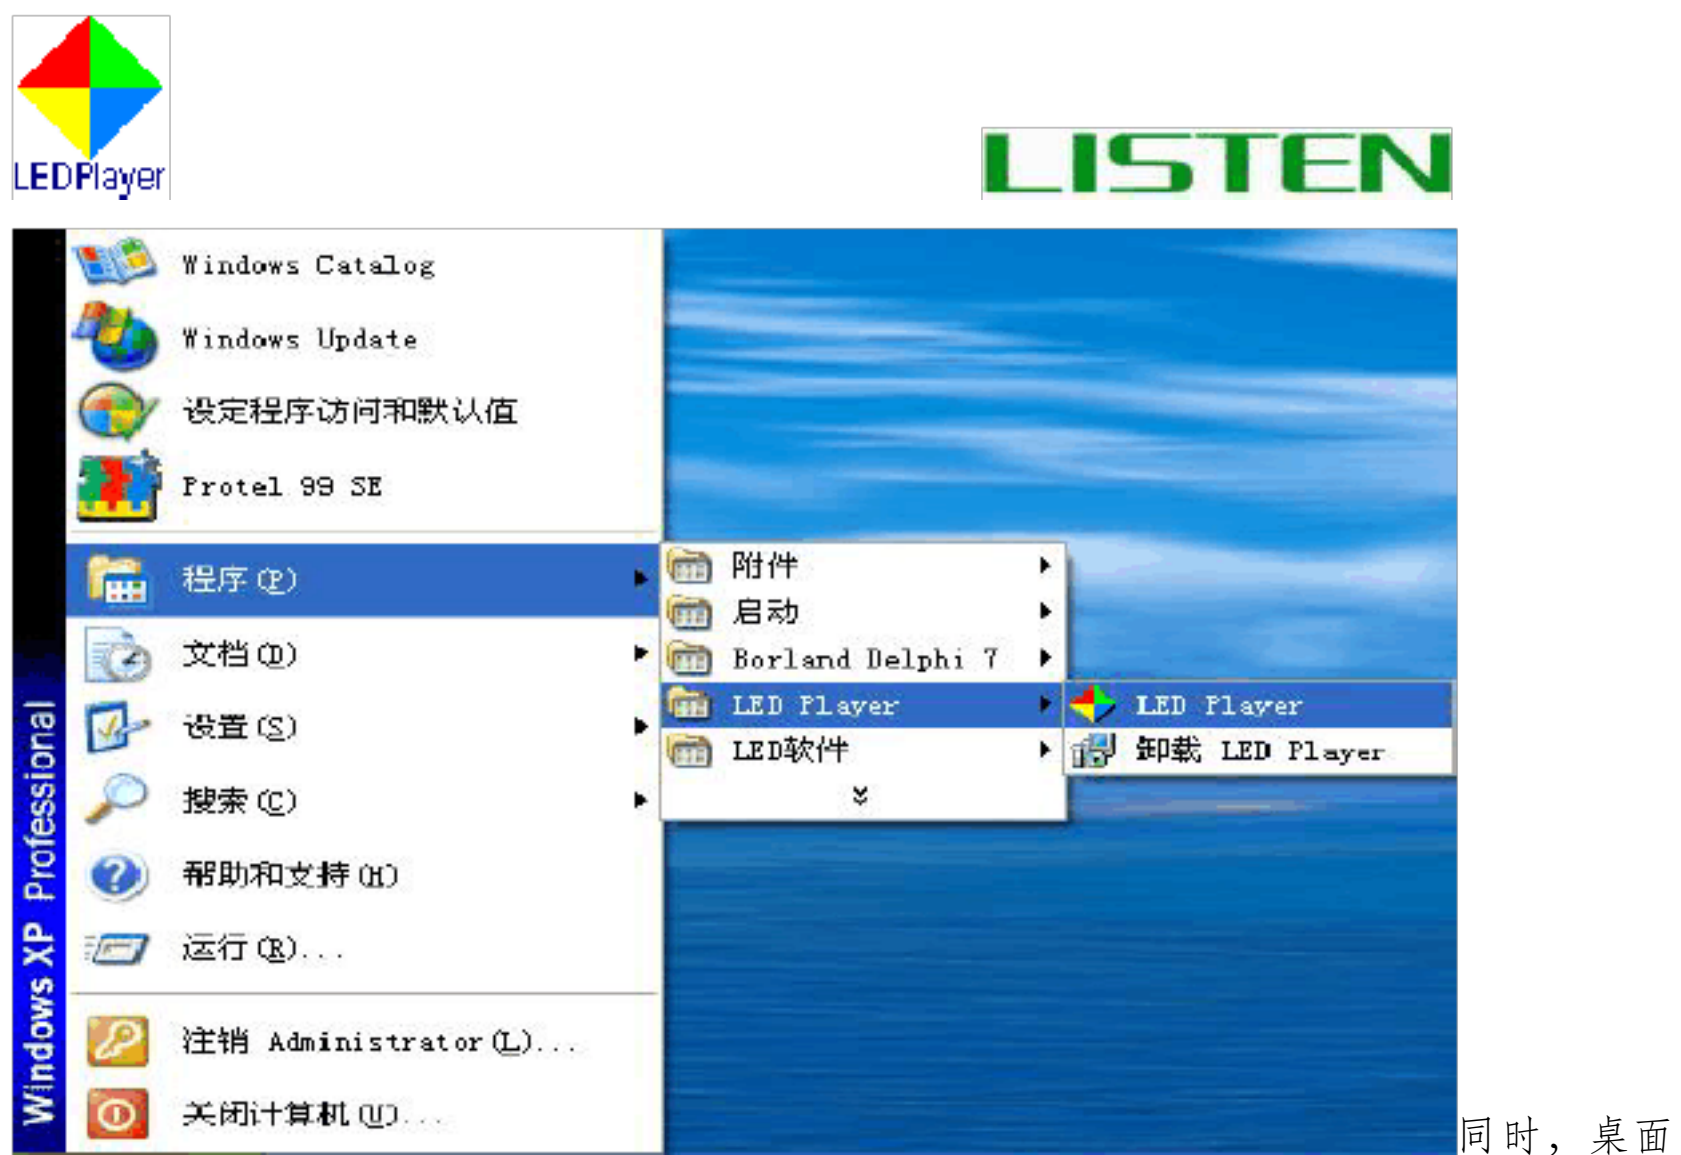 LEDPlayer
LISTEN
Windows Catalog
Windows Update
设定程序访问和默认值
Protel 99 SE
程序(P)
附件
启动
文档(D)
Borland Delphi 7
LED Player
LED Player
设置(S)
LED软件
卸载 LED Player
搜索(C)
帮助和支持(H)
运行(R)...
注销 Administrator(L)...
关闭计算机(U)...
Windows XP Professional
同时，桌面